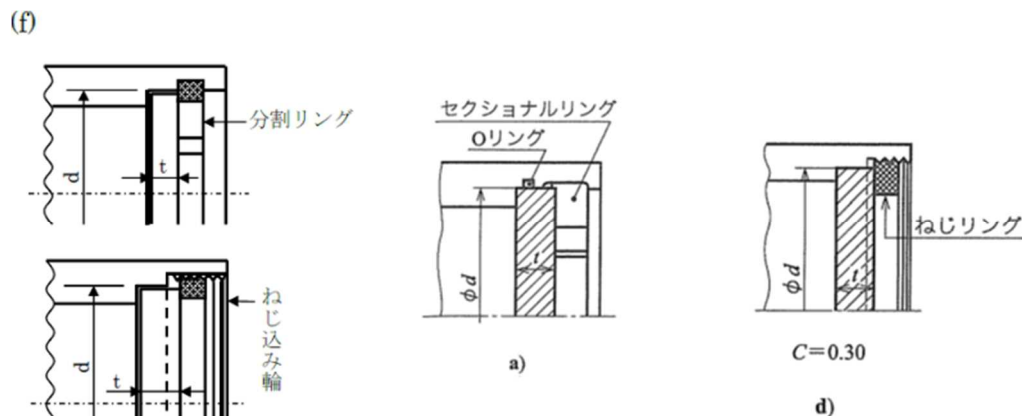 (f)
分割リング
d
t
ねじ込み輪
d
t
セクショナルリング
Oリング
t
φd
a)
ねじリング
t
φd
C=0.30
d)